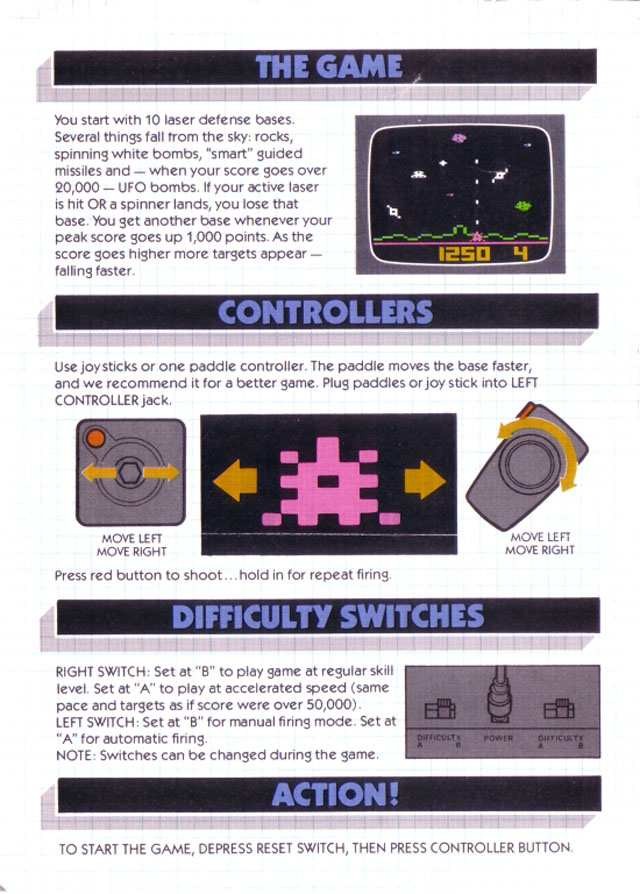 THE GAME
You start with 10 laser defense bases.
Several things fall from the sky: rocks,
spinning white bombs, "smart" guided
missiles and — when your score goes over
20,000 — UFO bombs. If your active laser
is hit OR a spinner lands, you lose that
base. You get another base whenever your
peak score goes up 1,000 points. As the
score goes higher more targets appear —
falling faster.
1250 4
CONTROLLERS
Use joysticks or one paddle controller. The paddle moves the base faster,
and we recommend it for a better game. Plug paddles or joy stick into LEFT
CONTROLLER jack.
MOVE LEFT
MOVE RIGHT
MOVE LEFT
MOVE RIGHT
Press red button to shoot...hold in for repeat firing.
DIFFICULTY SWITCHES
RIGHT SWITCH: Set at "B" to play game at regular skill
level. Set at "A" to play at accelerated speed (same
pace and targets as if score were over 50,000).
LEFT SWITCH: Set at "B" for manual firing mode. Set at
"A" for automatic firing.
NOTE: Switches can be changed during the game.
DIFFICULTY POWER DIFFICULTY
A B A B
ACTION!
TO START THE GAME, DEPRESS RESET SWITCH, THEN PRESS CONTROLLER BUTTON.